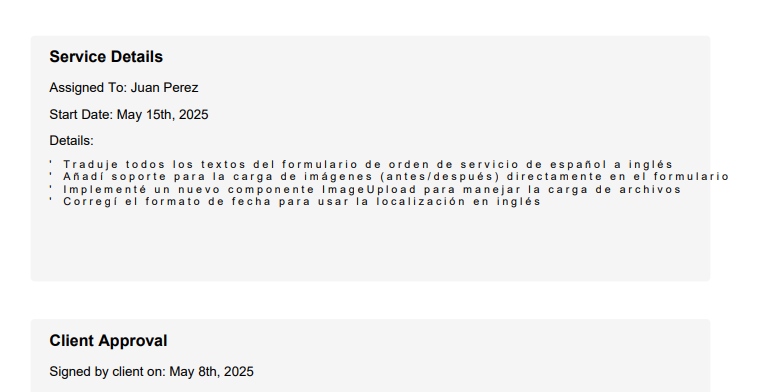 Service Details
Assigned To: Juan Perez
Start Date: May 15th, 2025
Details:
' Traduje todos los textos del formulario de orden de servicio de español a inglés
' Añadí soporte para la carga de imágenes (antes/después) directamente en el formulario
' Implementé un nuevo componente ImageUpload para manejar la carga de archivos
' Corregí el formato de fecha para usar la localización en inglés
Client Approval
Signed by client on: May 8th, 2025